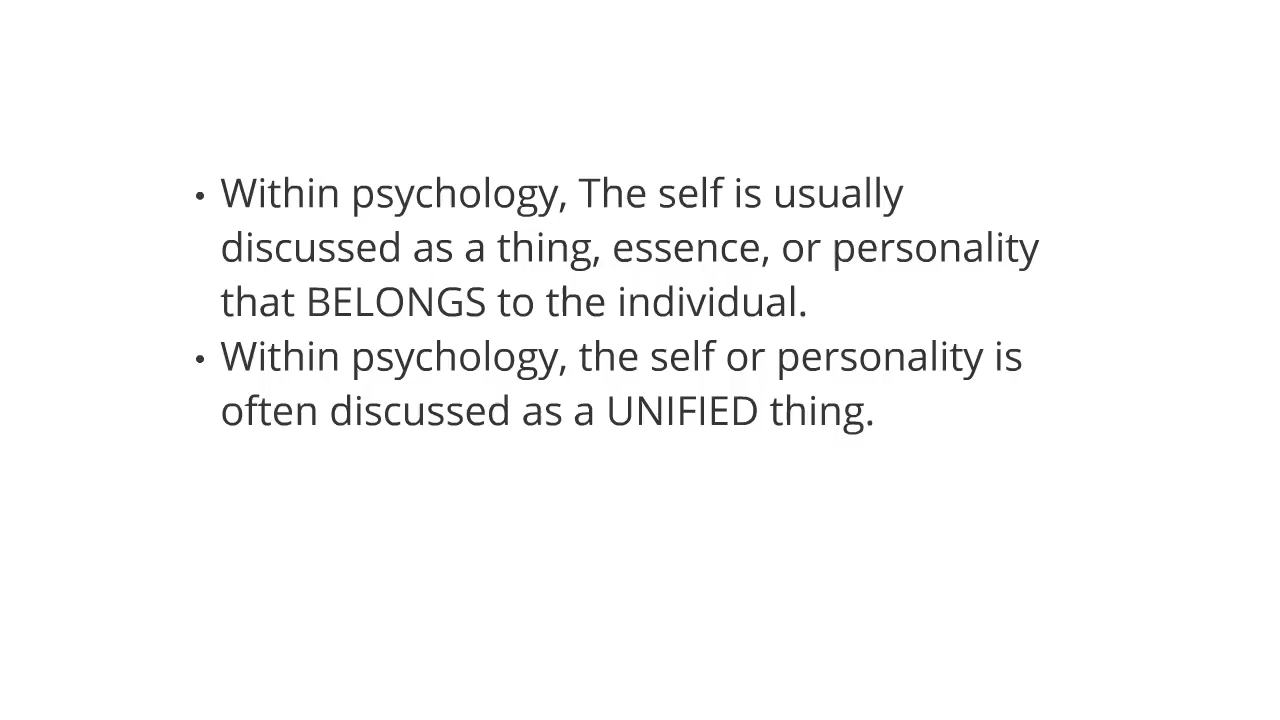 • Within psychology, The self is usually
discussed as a thing, essence, or personality
that BELONGS to the individual.
• Within psychology, the self or personality is
often discussed as a UNIFIED thing.